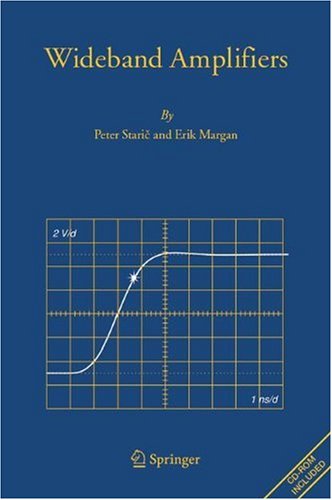 Wideband Amplifiers
By
Peter Starič and Erik Margan
2 V/d
1 ns/d
Springer
CD-ROM
INCLUDED